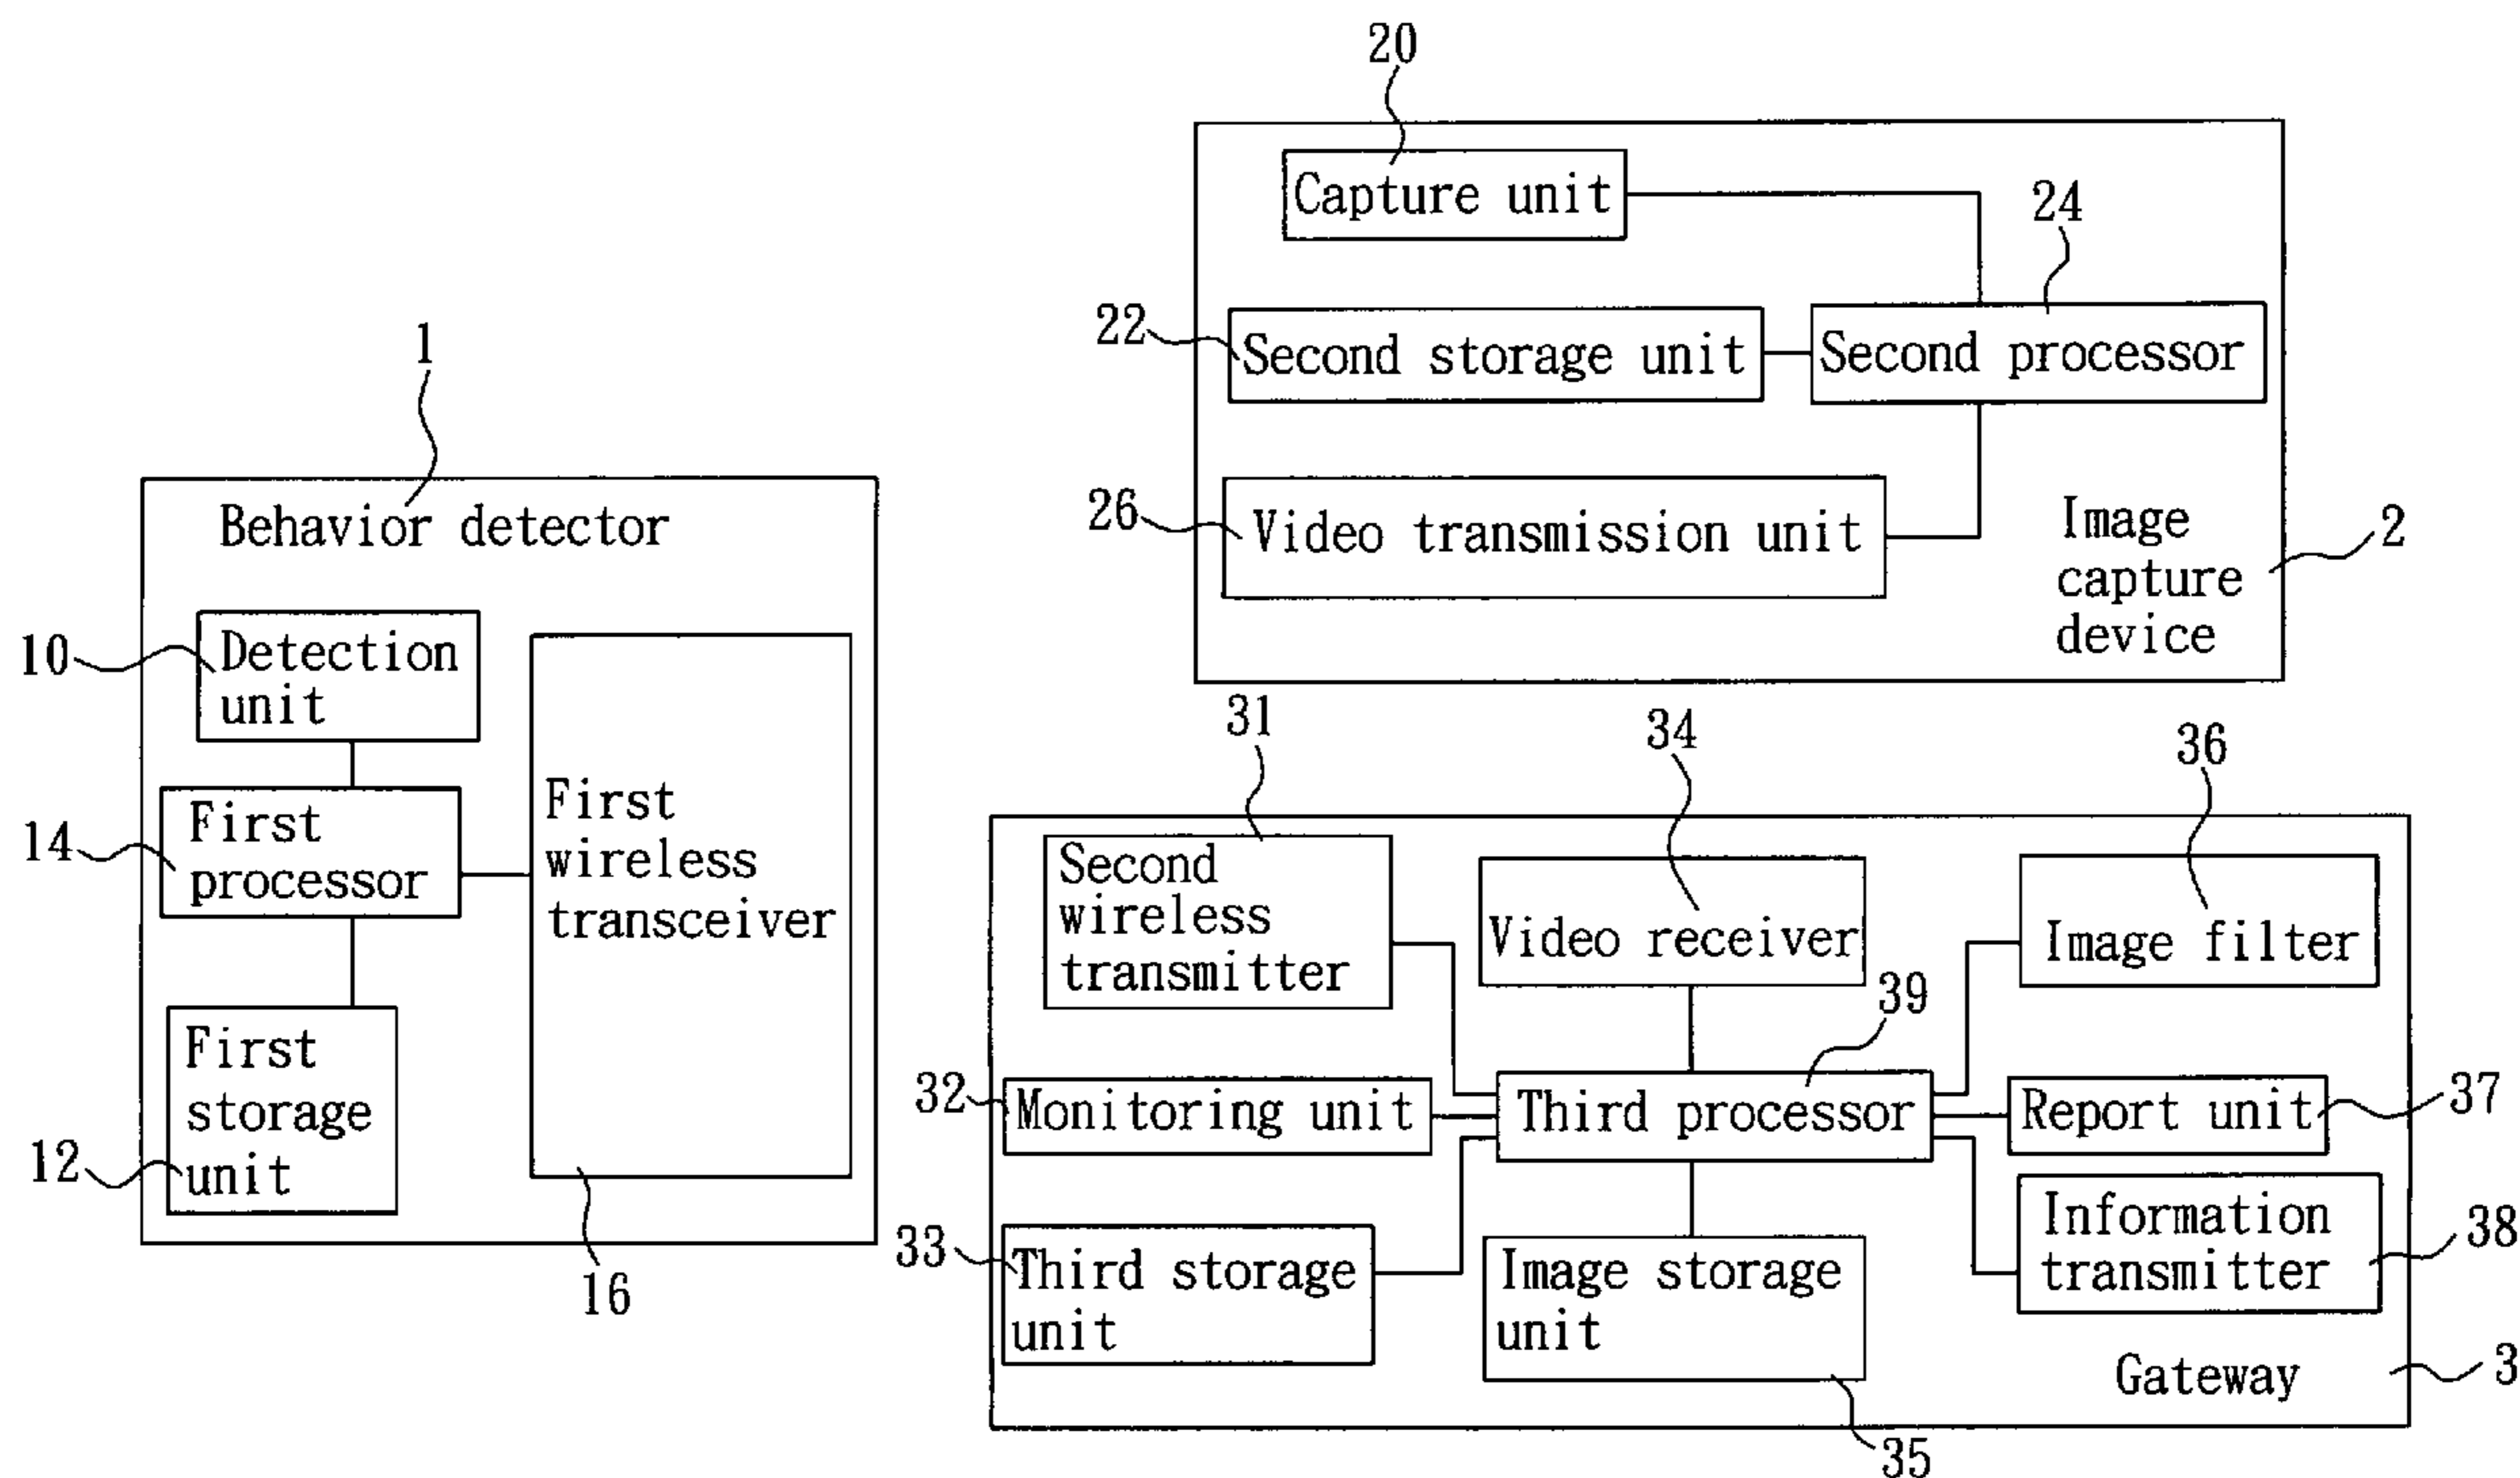 1
Behavior detector
10
Detection
unit
14
First
processor
12
First
storage
unit
First
wireless
transceiver
16
20
Capture unit
24
22
Second storage unit
Second processor
26
Video transmission unit
Image
capture
device
2
31
34
36
Second
wireless
transmitter
Video receiver
Image filter
39
32
Monitoring unit
Third processor
Report unit
37
33
Third storage
unit
Image storage
unit
35
Information
transmitter
38
Gateway
3